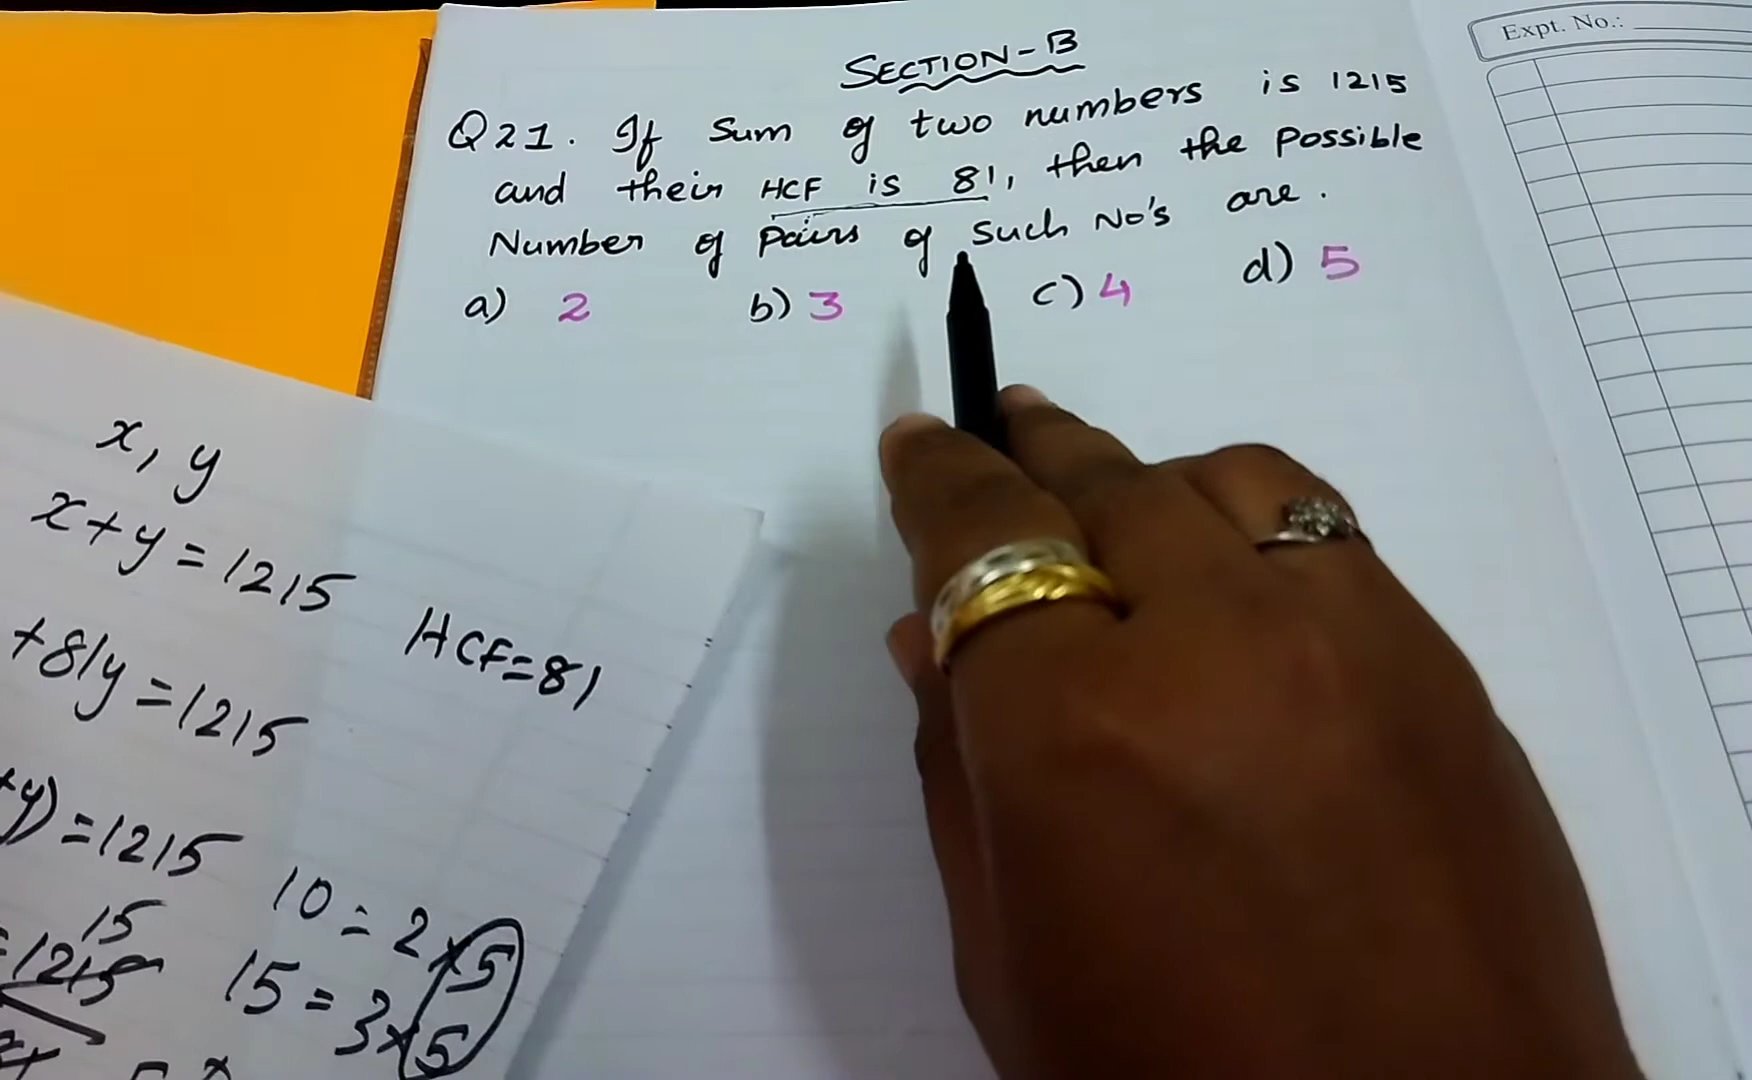 SECTION-B
Q21. If Sum of two numbers is 1215
and their HCF is 81, then the possible
Number of pairs of such No's are.
a) 2 b) 3 c) 4 d) 5
Expt. No.:
x, y
x+y=1215
HCF=81
+81y=1215
+y)=1215
15
=1215
10=2×5
15=3×5